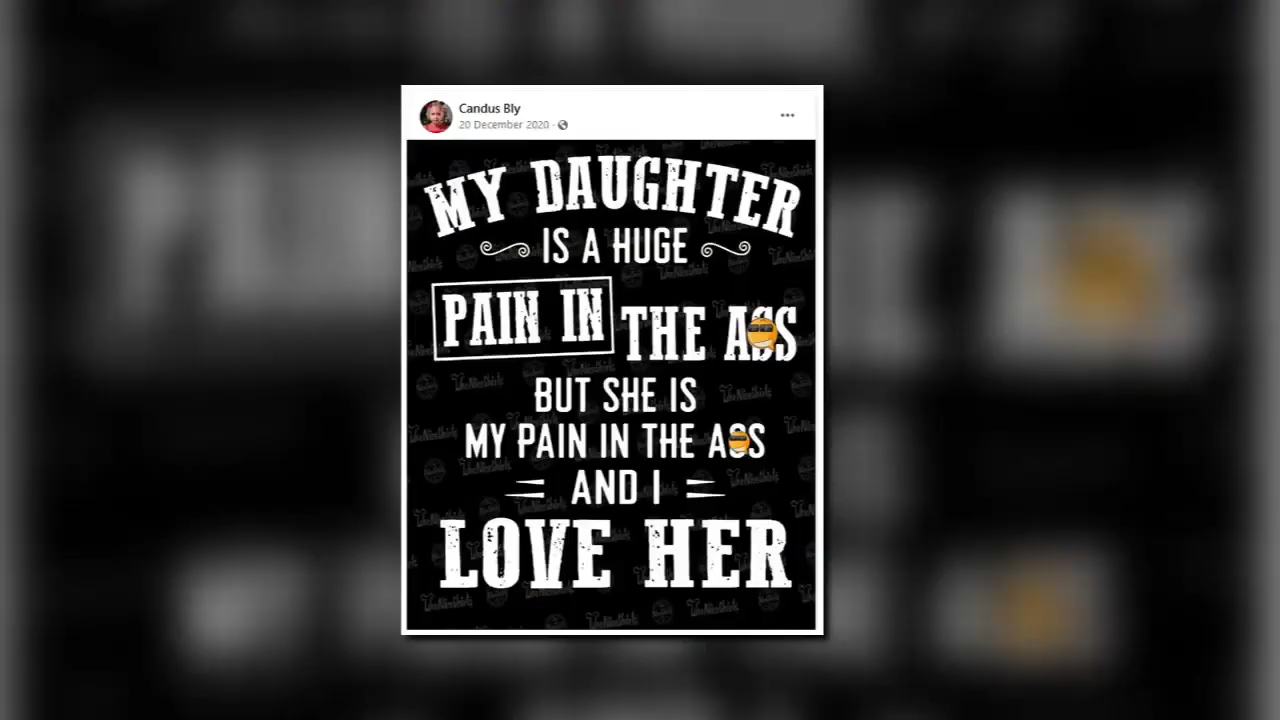 Candus Bly
20 December 2020 ·
MY DAUGHTER
IS A HUGE
PAIN IN THE ASS
BUT SHE IS
MY PAIN IN THE ASS
AND I
LOVE HER